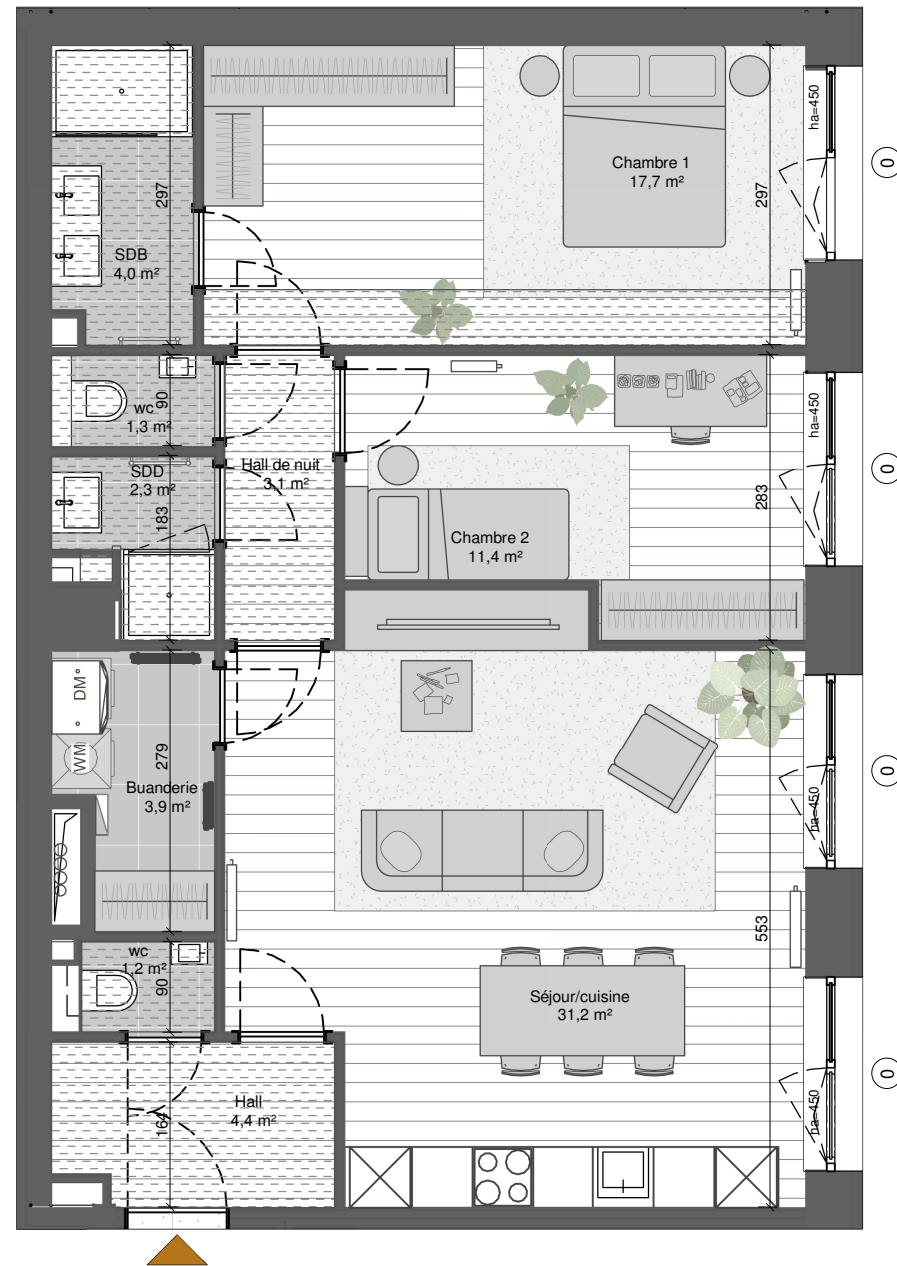 ha=450
0
Chambre 1
17,7 m²
297
297
SDB
4,0 m²
ha=450
0
wc
1,3 m²
90
SDD
2,3 m²
183
Hall de nuit
3,1 m²
283
Chambre 2
11,4 m²
DM
WM
279
Buanderie
3,9 m²
0
ha=450
553
wc
1,2 m²
90
Séjour/cuisine
31,2 m²
0
ha=450
Hall
4,4 m²
164